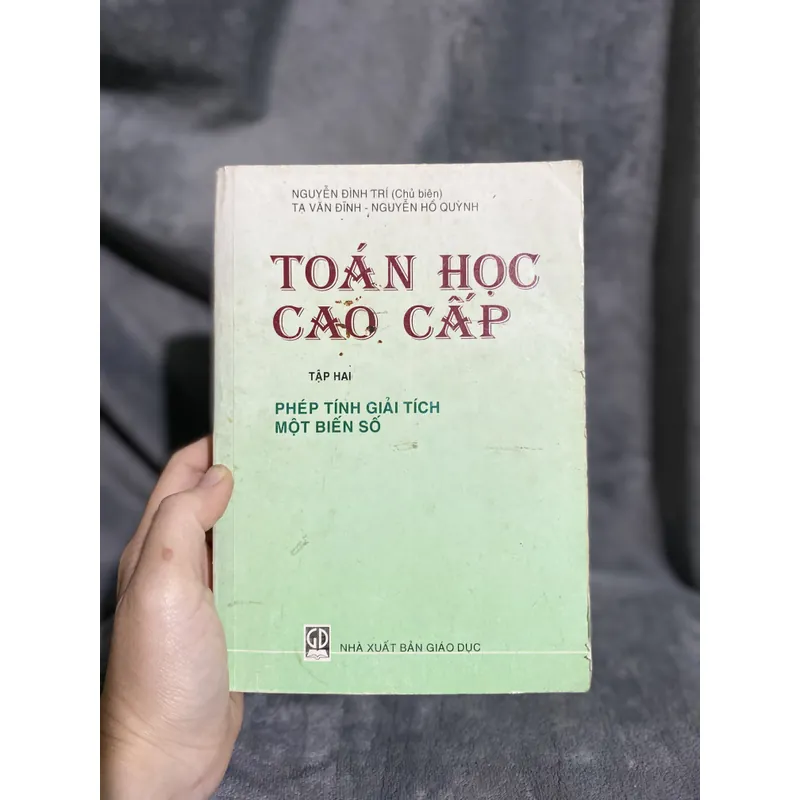 NGUYỄN ĐÌNH TRÍ (Chủ biên)
TẠ VĂN ĐĨNH - NGUYỄN HỒ QUỲNH
TOÁN HỌC
CAO CẤP
TẬP HAI
PHÉP TÍNH GIẢI TÍCH
MỘT BIẾN SỐ
GD
NHÀ XUẤT BẢN GIÁO DỤC